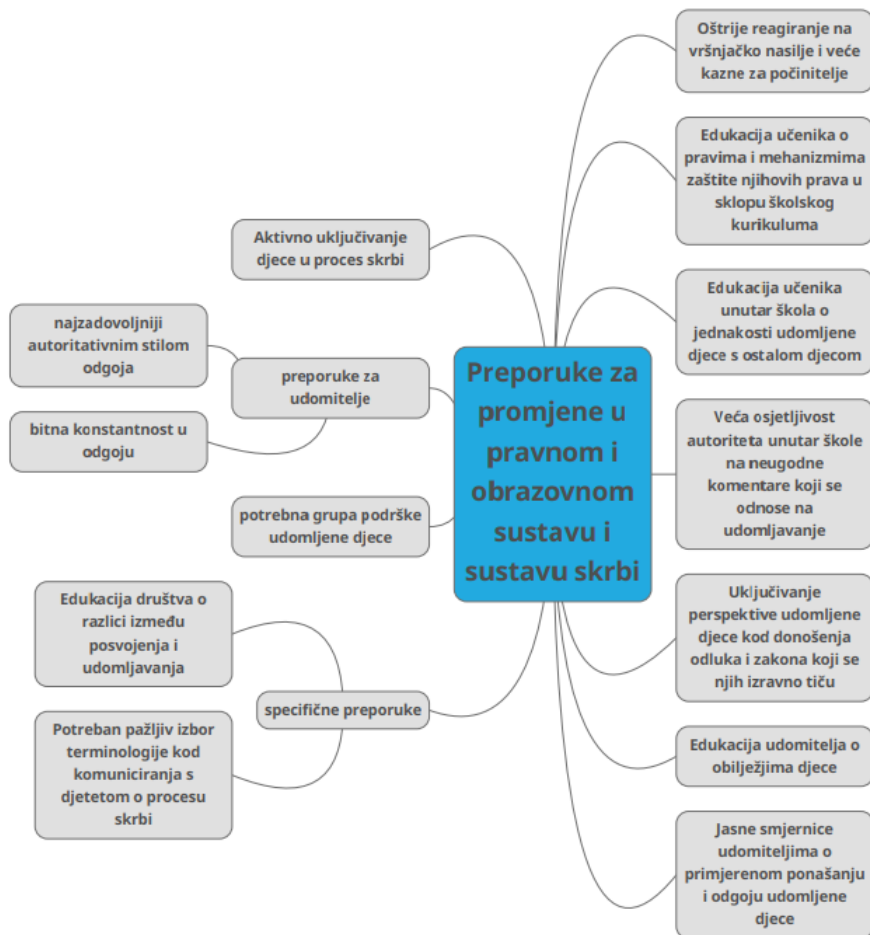 Preporuke za
promjene u
pravnom i
obrazovnom
sustavu i
sustavu skrbi
Oštrije reagiranje na
vršnjačko nasilje i veće
kazne za počinitelje
Edukacija učenika o
pravima i mehanizmima
zaštite njihovih prava u
sklopu školskog
kurikuluma
Edukacija učenika
unutar škola o
jednakosti udomljene
djece s ostalom djecom
Veća osjetljivost
autoriteta unutar škole
na neugodne
komentare koji se
odnose na
udomljavanje
Uključivanje
perspektive udomljene
djece kod donošenja
odluka i zakona koji se
njih izravno tiču
Edukacija udomitelja o
obilježjima djece
Jasne smjernice
udomiteljima o
primjerenom ponašanju
i odgoju udomljene
djece
Aktivno uključivanje
djece u proces skrbi
preporuke za
udomitelje
najzadovoljniji
autoritativnim stilom
odgoja
bitna konstantnost u
odgoju
potrebna grupa podrške
udomljene djece
specifične preporuke
Edukacija društva o
razlici između
posvojenja i
udomljavanja
Potreban pažljiv izbor
terminologije kod
komuniciranja s
djetetom o procesu
skrbi